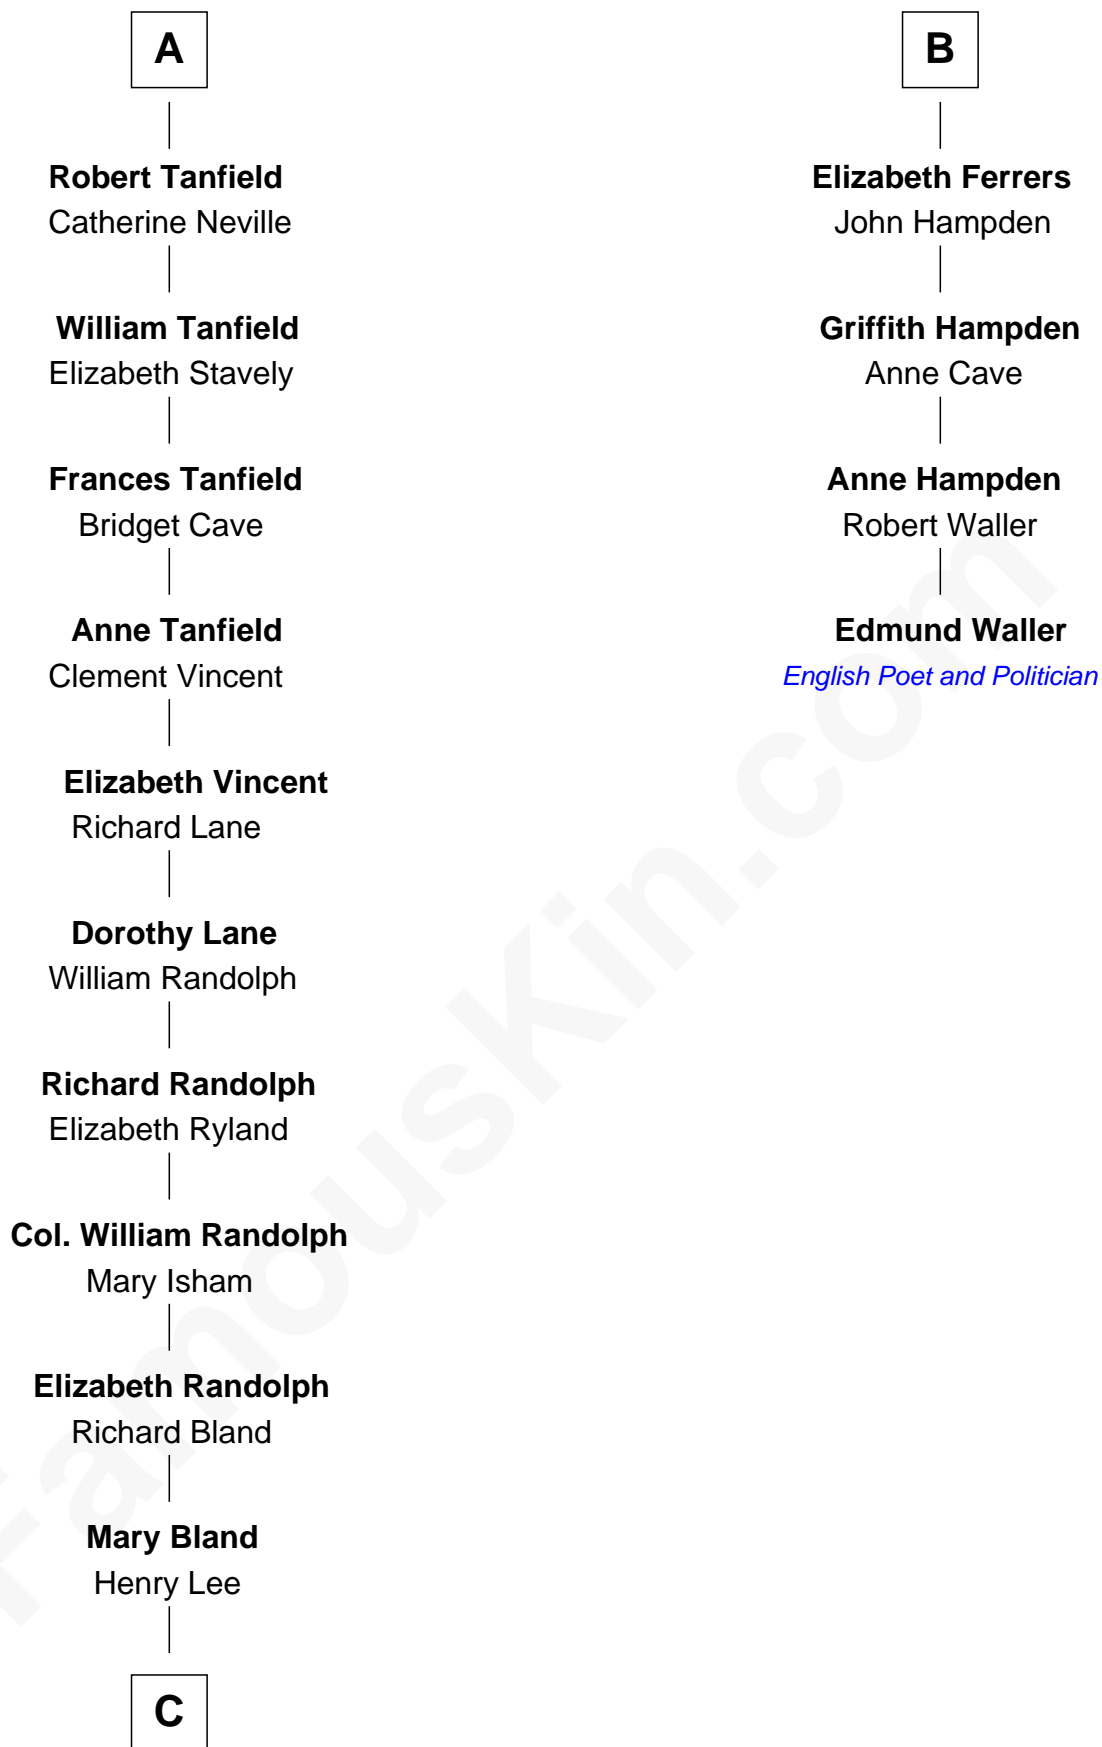 A
Robert Tanfield
Catherine Neville
William Tanfield
Elizabeth Stavely
Frances Tanfield
Bridget Cave
Anne Tanfield
Clement Vincent
Elizabeth Vincent
Richard Lane
Dorothy Lane
William Randolph
Richard Randolph
Elizabeth Ryland
Col. William Randolph
Mary Isham
Elizabeth Randolph
Richard Bland
Mary Bland
Henry Lee
C
B
Elizabeth Ferrers
John Hampden
Griffith Hampden
Anne Cave
Anne Hampden
Robert Waller
Edmund Waller
English Poet and Politician
FamousKin.com